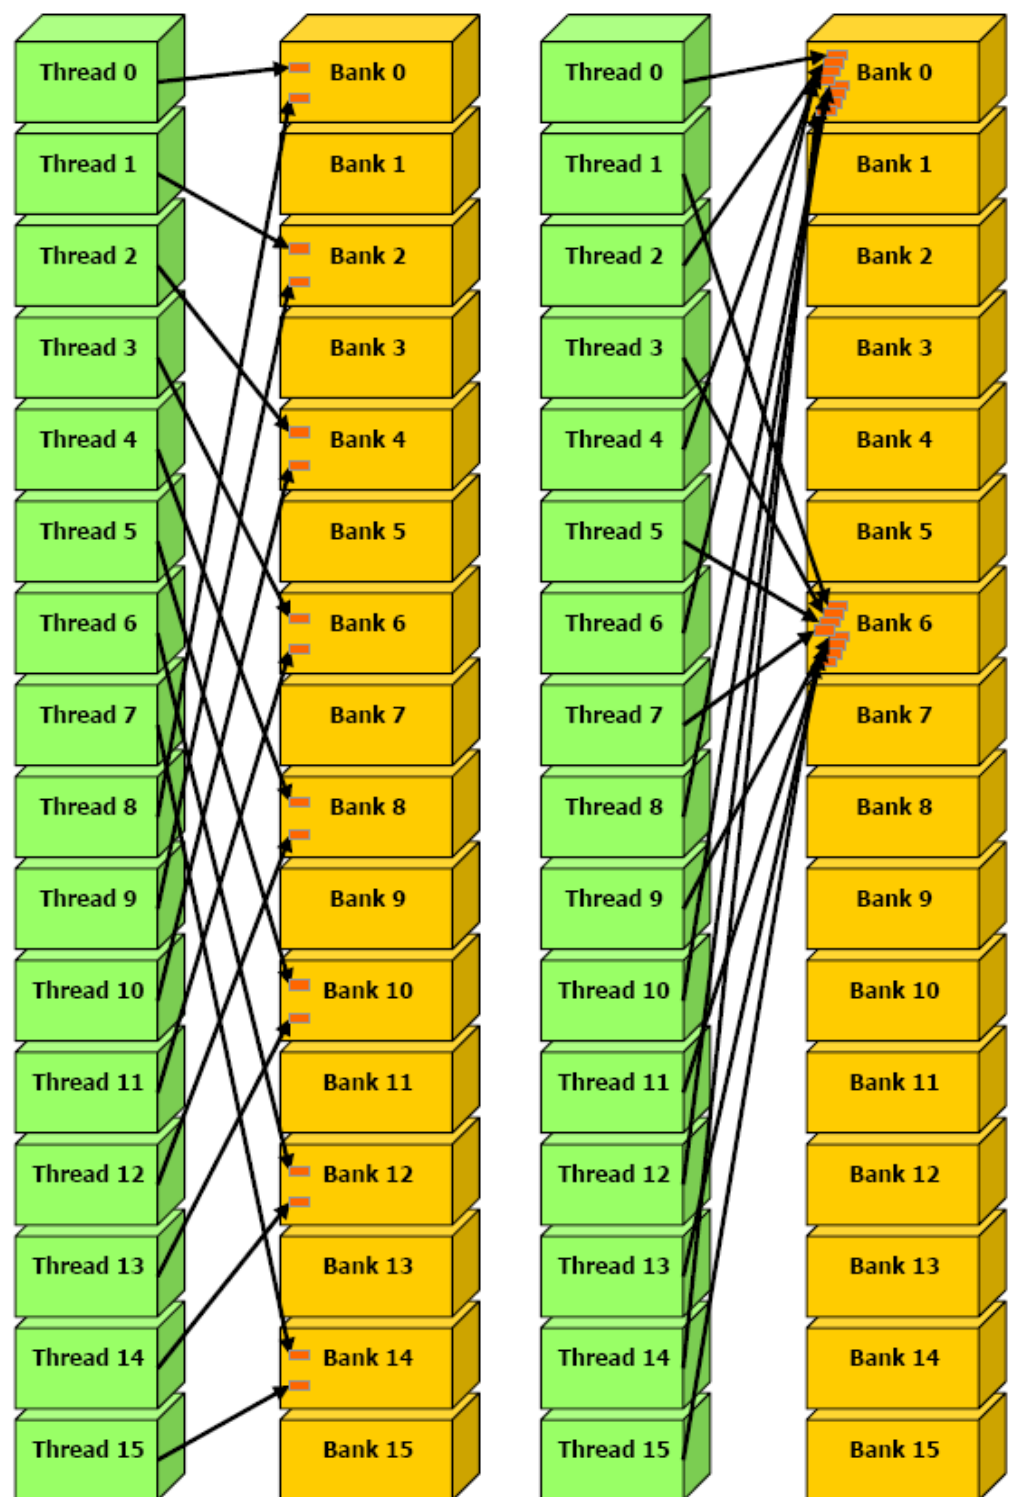 Thread 0 Bank 0 Thread 0 Bank 0
Thread 1 Bank 1 Thread 1 Bank 1
Thread 2 Bank 2 Thread 2 Bank 2
Thread 3 Bank 3 Thread 3 Bank 3
Thread 4 Bank 4 Thread 4 Bank 4
Thread 5 Bank 5 Thread 5 Bank 5
Thread 6 Bank 6 Thread 6 Bank 6
Thread 7 Bank 7 Thread 7 Bank 7
Thread 8 Bank 8 Thread 8 Bank 8
Thread 9 Bank 9 Thread 9 Bank 9
Thread 10 Bank 10 Thread 10 Bank 10
Thread 11 Bank 11 Thread 11 Bank 11
Thread 12 Bank 12 Thread 12 Bank 12
Thread 13 Bank 13 Thread 13 Bank 13
Thread 14 Bank 14 Thread 14 Bank 14
Thread 15 Bank 15 Thread 15 Bank 15